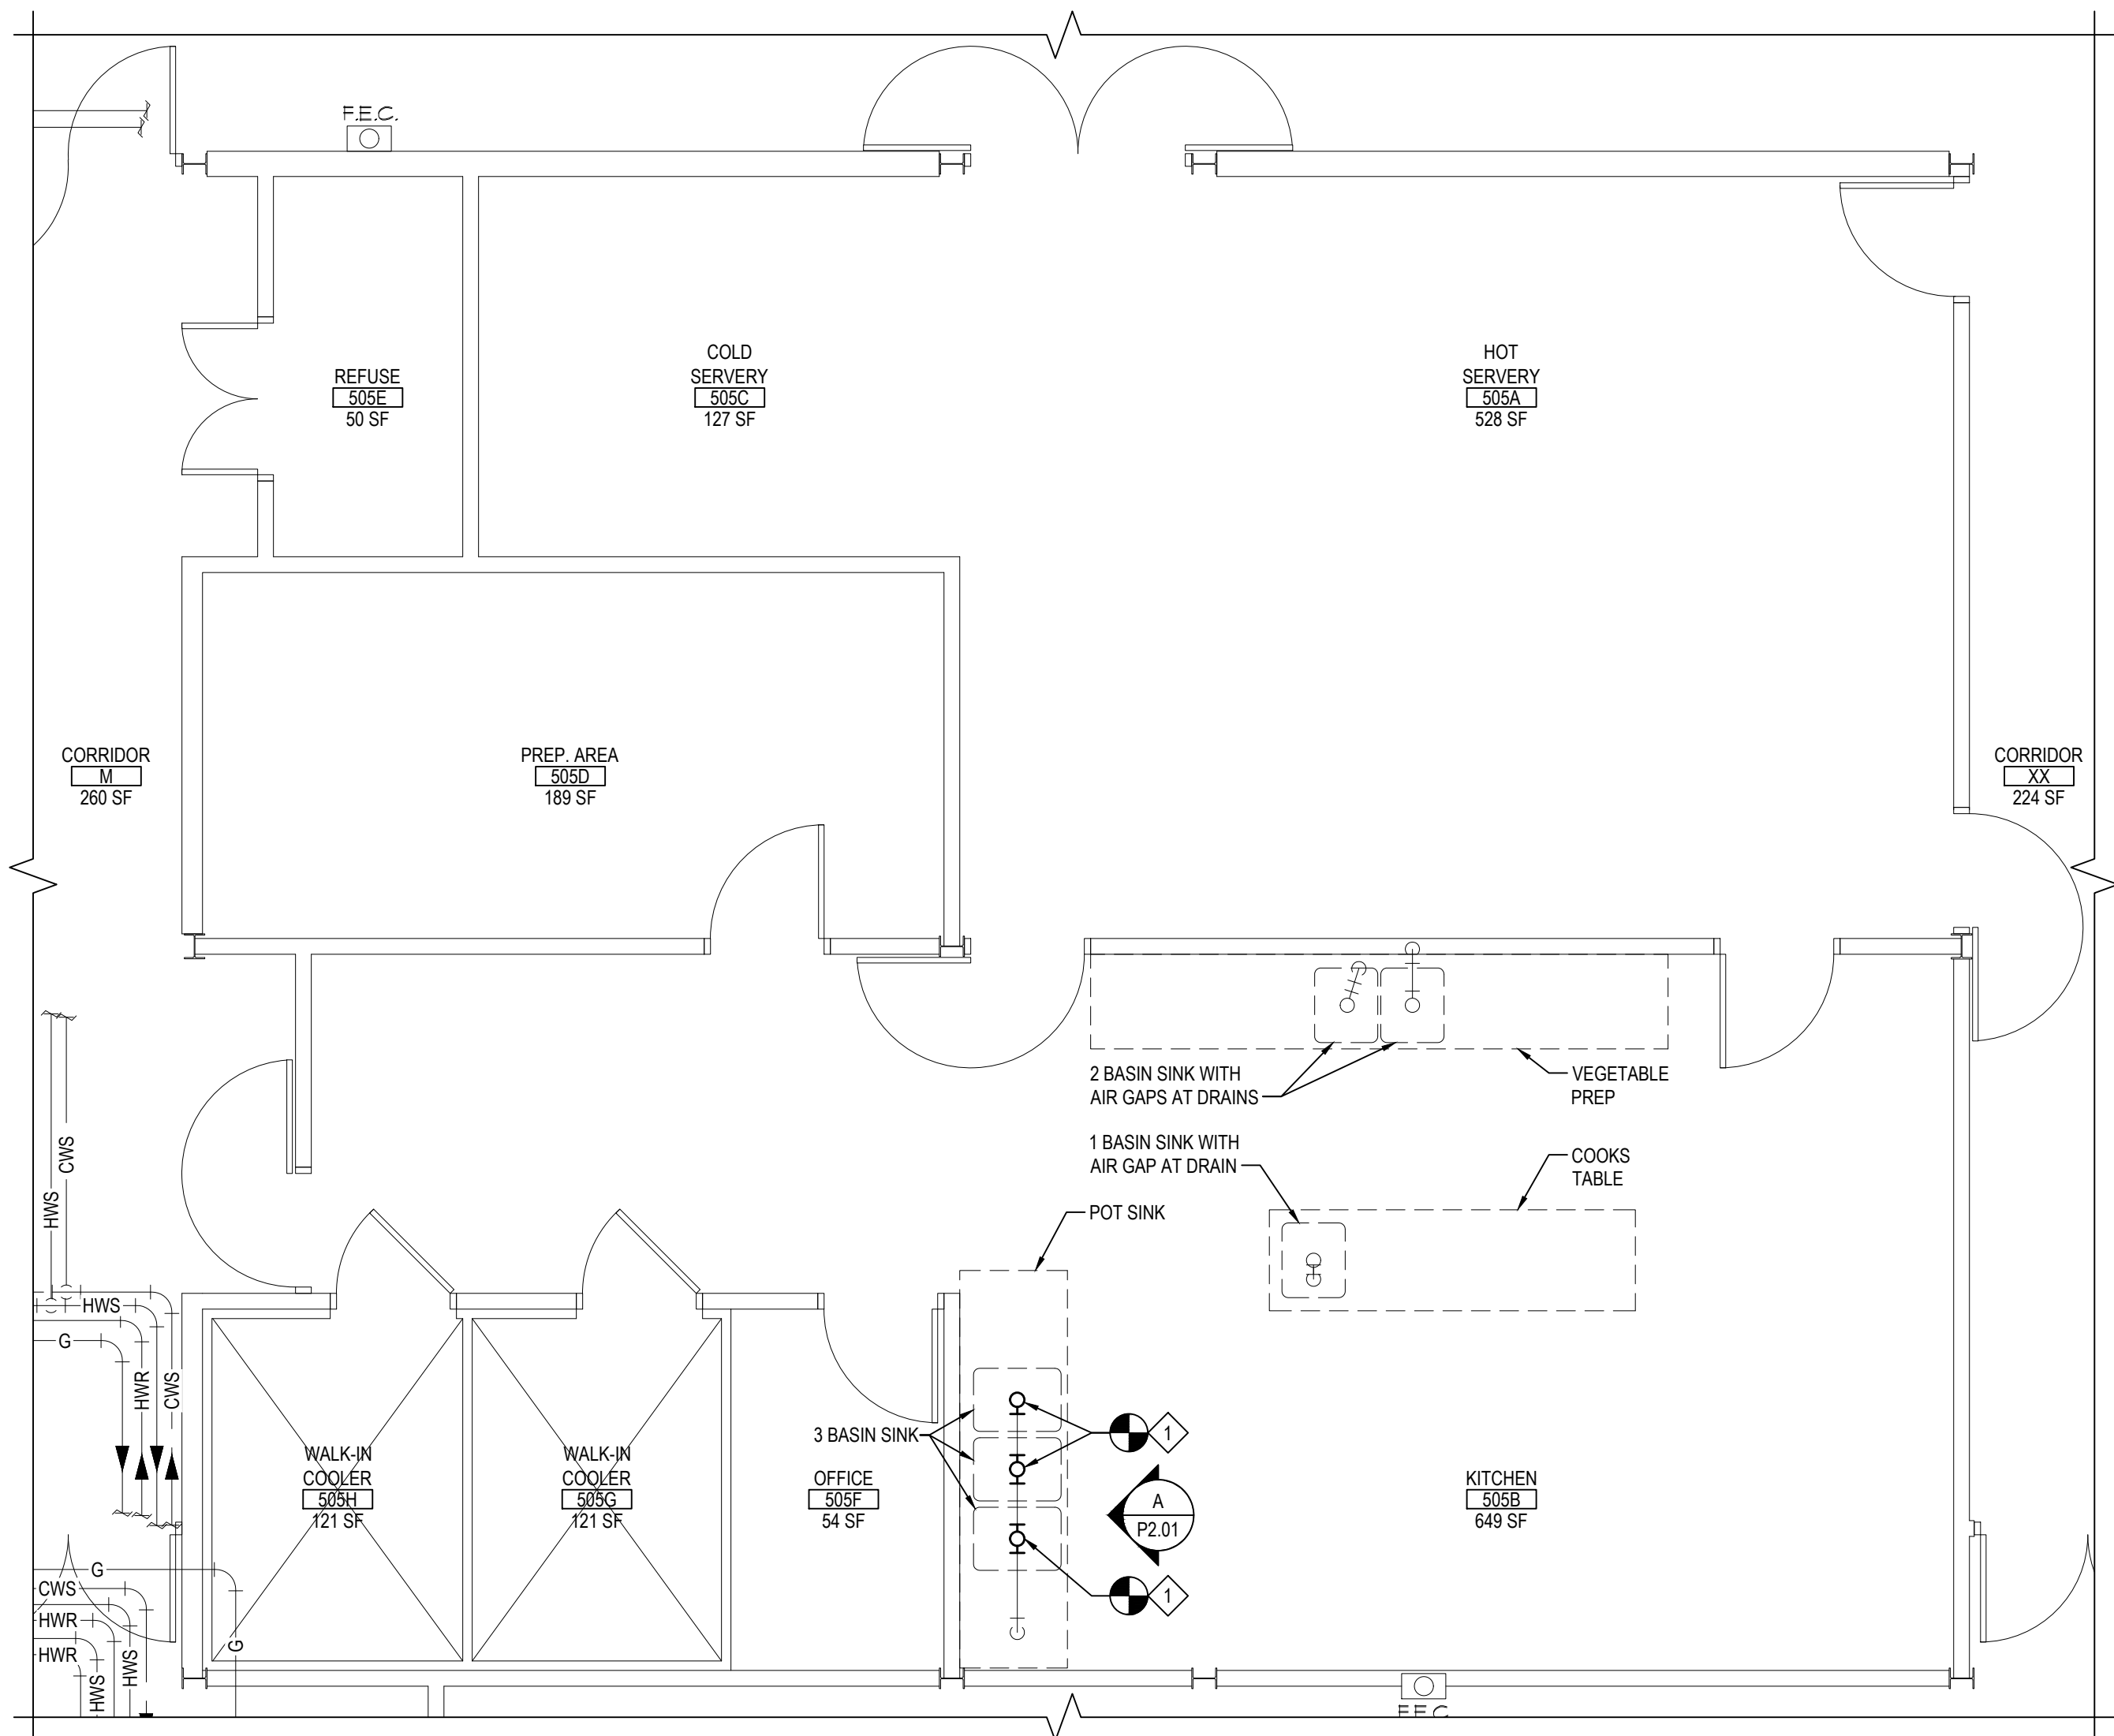 F.E.C.
COLD
SERVERY
505C
127 SF
HOT
SERVERY
505A
528 SF
REFUSE
505E
50 SF
CORRIDOR
M
260 SF
PREP. AREA
505D
189 SF
CORRIDOR
XX
224 SF
2 BASIN SINK WITH
AIR GAPS AT DRAINS
VEGETABLE
PREP
1 BASIN SINK WITH
AIR GAP AT DRAIN
COOKS
TABLE
POT SINK
CWS
HWS
HWS
G
HWR
CWS
3 BASIN SINK
1
WALK-IN
COOLER
505H
121 SF
WALK-IN
COOLER
505G
121 SF
OFFICE
505F
54 SF
A
P2.01
KITCHEN
505B
649 SF
1
G
CWS
HWR
HWR
HWS
HWS
G
F.E.C.